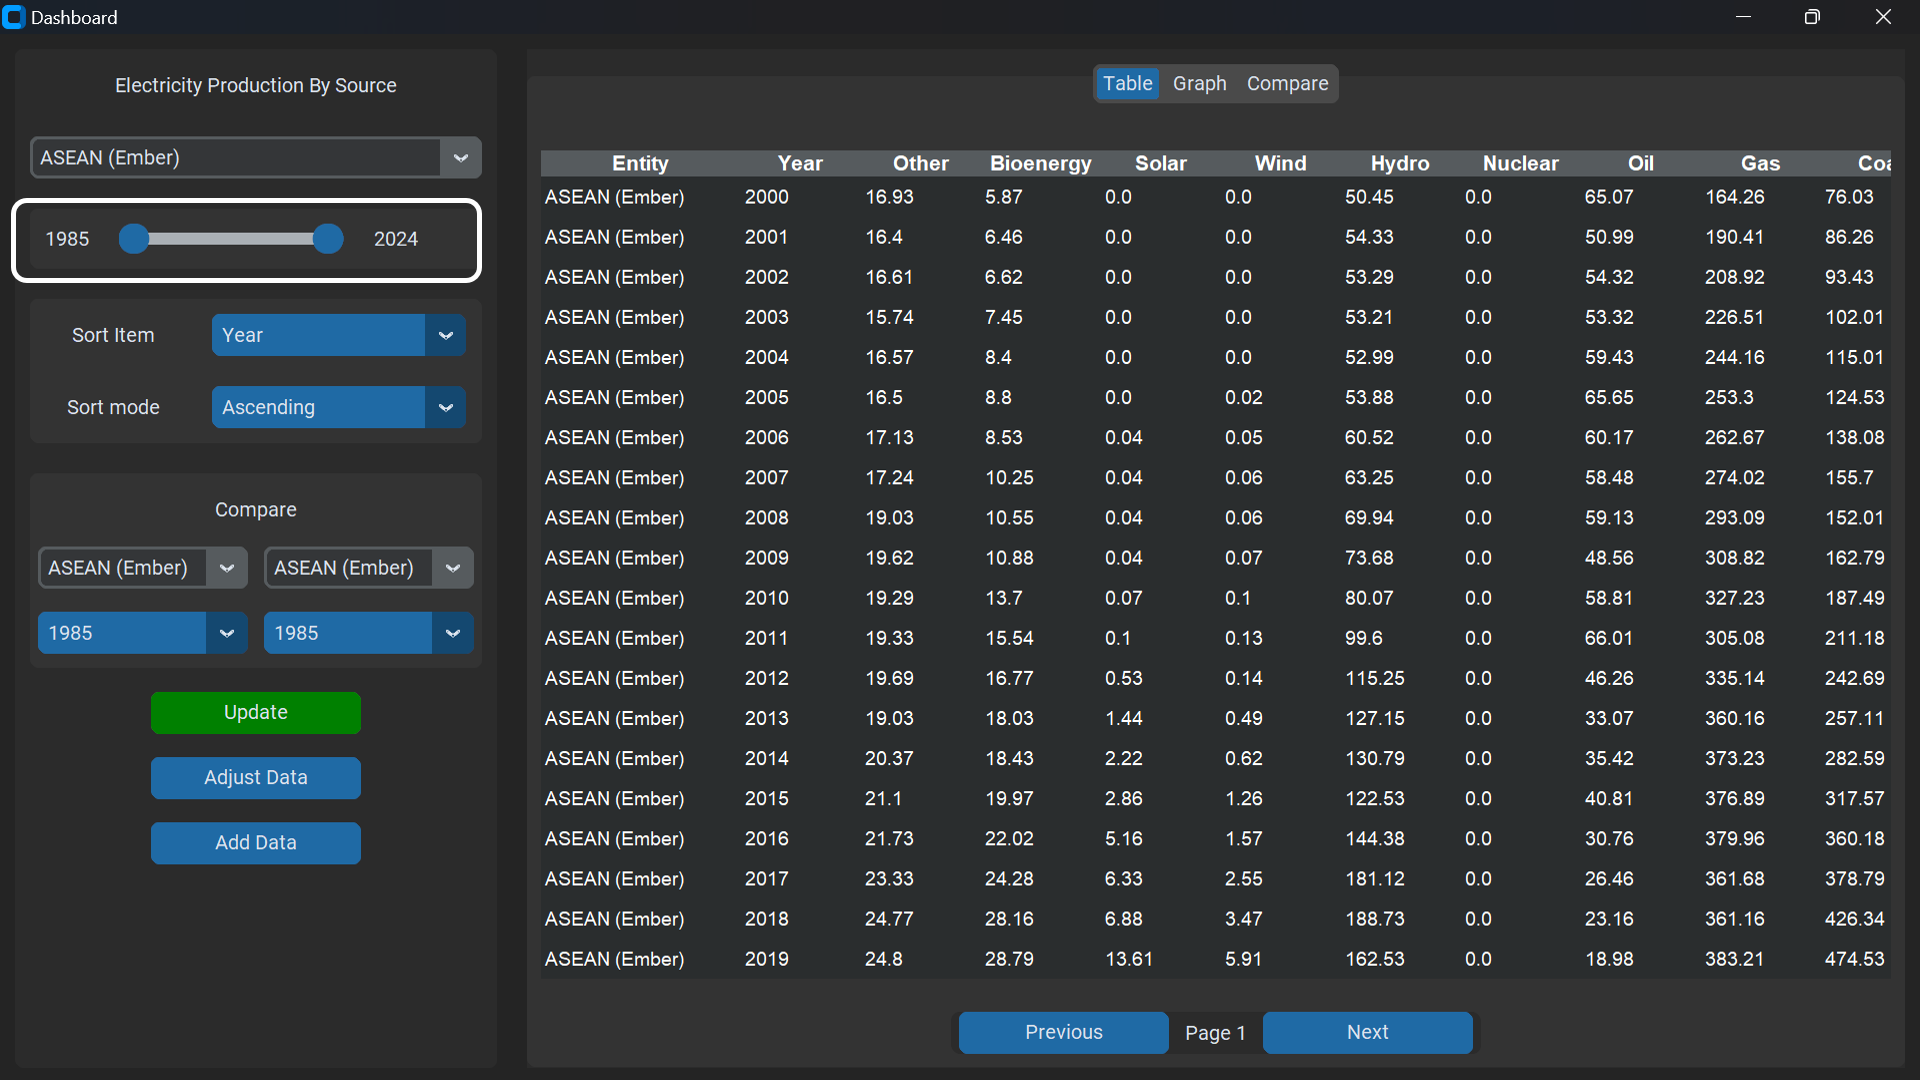 Dashboard
Electricity Production By Source
ASEAN (Ember)
1985 2024
Sort Item Year
Sort mode Ascending
Compare
ASEAN (Ember) ASEAN (Ember)
1985 1985
Update
Adjust Data
Add Data
Table Graph Compare
Entity Year Other Bioenergy Solar Wind Hydro Nuclear Oil Gas
ASEAN (Ember) 2000 16.93 5.87 0.0 0.0 50.45 0.0 65.07 164.26 76.03
ASEAN (Ember) 2001 16.4 6.46 0.0 0.0 54.33 0.0 50.99 190.41 86.26
ASEAN (Ember) 2002 16.61 6.62 0.0 0.0 53.29 0.0 54.32 208.92 93.43
ASEAN (Ember) 2003 15.74 7.45 0.0 0.0 53.21 0.0 53.32 226.51 102.01
ASEAN (Ember) 2004 16.57 8.4 0.0 0.0 52.99 0.0 59.43 244.16 115.01
ASEAN (Ember) 2005 16.5 8.8 0.0 0.02 53.88 0.0 65.65 253.3 124.53
ASEAN (Ember) 2006 17.13 8.53 0.04 0.05 60.52 0.0 60.17 262.67 138.08
ASEAN (Ember) 2007 17.24 10.25 0.04 0.06 63.25 0.0 58.48 274.02 155.7
ASEAN (Ember) 2008 19.03 10.55 0.04 0.06 69.94 0.0 59.13 293.09 152.01
ASEAN (Ember) 2009 19.62 10.88 0.04 0.07 73.68 0.0 48.56 308.82 162.79
ASEAN (Ember) 2010 19.29 13.7 0.07 0.1 80.07 0.0 58.81 327.23 187.49
ASEAN (Ember) 2011 19.33 15.54 0.1 0.13 99.6 0.0 66.01 305.08 211.18
ASEAN (Ember) 2012 19.69 16.77 0.53 0.14 115.25 0.0 46.26 335.14 242.69
ASEAN (Ember) 2013 19.03 18.03 1.44 0.49 127.15 0.0 33.07 360.16 257.11
ASEAN (Ember) 2014 20.37 18.43 2.22 0.62 130.79 0.0 35.42 373.23 282.59
ASEAN (Ember) 2015 21.1 19.97 2.86 1.26 122.53 0.0 40.81 376.89 317.57
ASEAN (Ember) 2016 21.73 22.02 5.16 1.57 144.38 0.0 30.76 379.96 360.18
ASEAN (Ember) 2017 23.33 24.28 6.33 2.55 181.12 0.0 26.46 361.68 378.79
ASEAN (Ember) 2018 24.77 28.16 6.88 3.47 188.73 0.0 23.16 361.16 426.34
ASEAN (Ember) 2019 24.8 28.79 13.61 5.91 162.53 0.0 18.98 383.21 474.53
Previous Page 1 Next